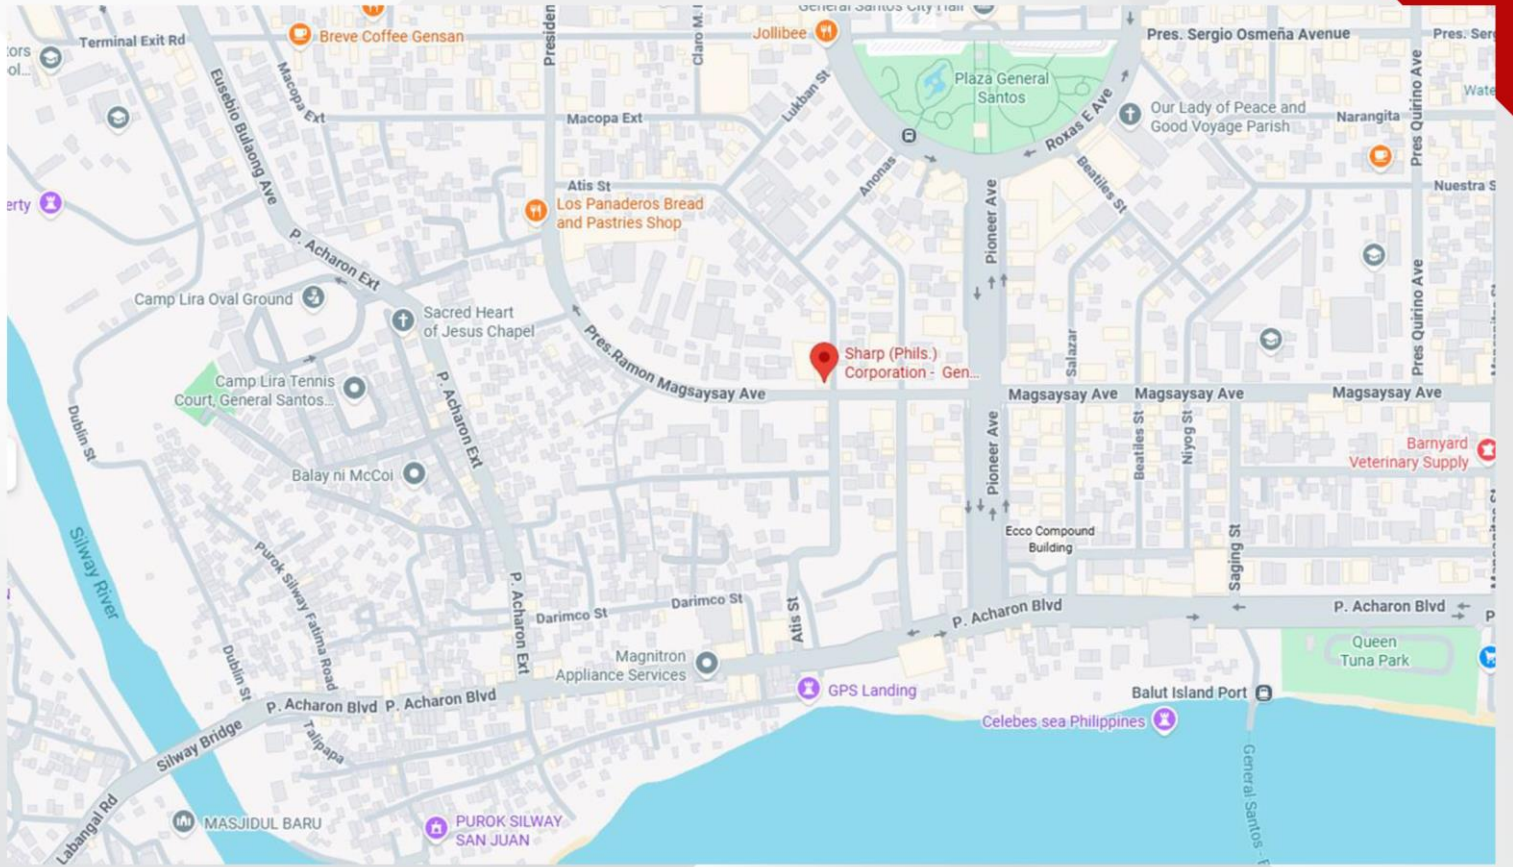 General Santos City Hall
Terminal Exit Rd
Breve Coffee Gensan
Jollibee
Pres. Sergio Osmeña Avenue
Pres. Ser
Presiden
Claro M.
tors
ol...
Eusebio Bulaong Ave
Macopa Ext
Lukban St
Plaza General
Santos
Pres Quirino Ave
Wate
Macopa Ext
Roxas E Ave
Our Lady of Peace and
Good Voyage Parish
Narangita
Atis St
Anonas
Beatiles St
Nuestra S
erty
Los Panaderos Bread
and Pastries Shop
Pioneer Ave
P. Acharon Ext
Camp Lira Oval Ground
Sacred Heart
of Jesus Chapel
Pres Quirino Ave
Pres.Ramon Magsaysay Ave
Sharp (Phils.)
Corporation - Gen...
Salazar
Camp Lira Tennis
Court, General Santos...
Magsaysay Ave
Magsaysay Ave
Magsaysay Ave
Dublin St
P. Acharon Ext
Pioneer Ave
Beatiles St
Niyog St
Barnyard
Veterinary Supply
Balay ni McCoi
Ecco Compound
Building
Saging St
Silway River
Purok Silway Fatima Road
P. Acharon Ext
Darimco St
Darimco St
Atis St
P. Acharon Blvd
P. Acharon Blvd
P
Dublin St
Magnitron
Appliance Services
Queen
Tuna Park
GPS Landing
Balut Island Port
P. Acharon Blvd
P. Acharon Blvd
Celebes sea Philippines
Silway Bridge
Talipapa
General Santos -
Labangal Rd
MASJIDUL BARU
PUROK SILWAY
SAN JUAN